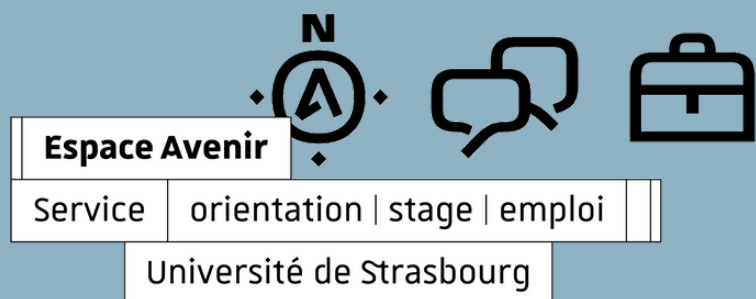 N
Espace Avenir
Service orientation | stage | emploi
Université de Strasbourg